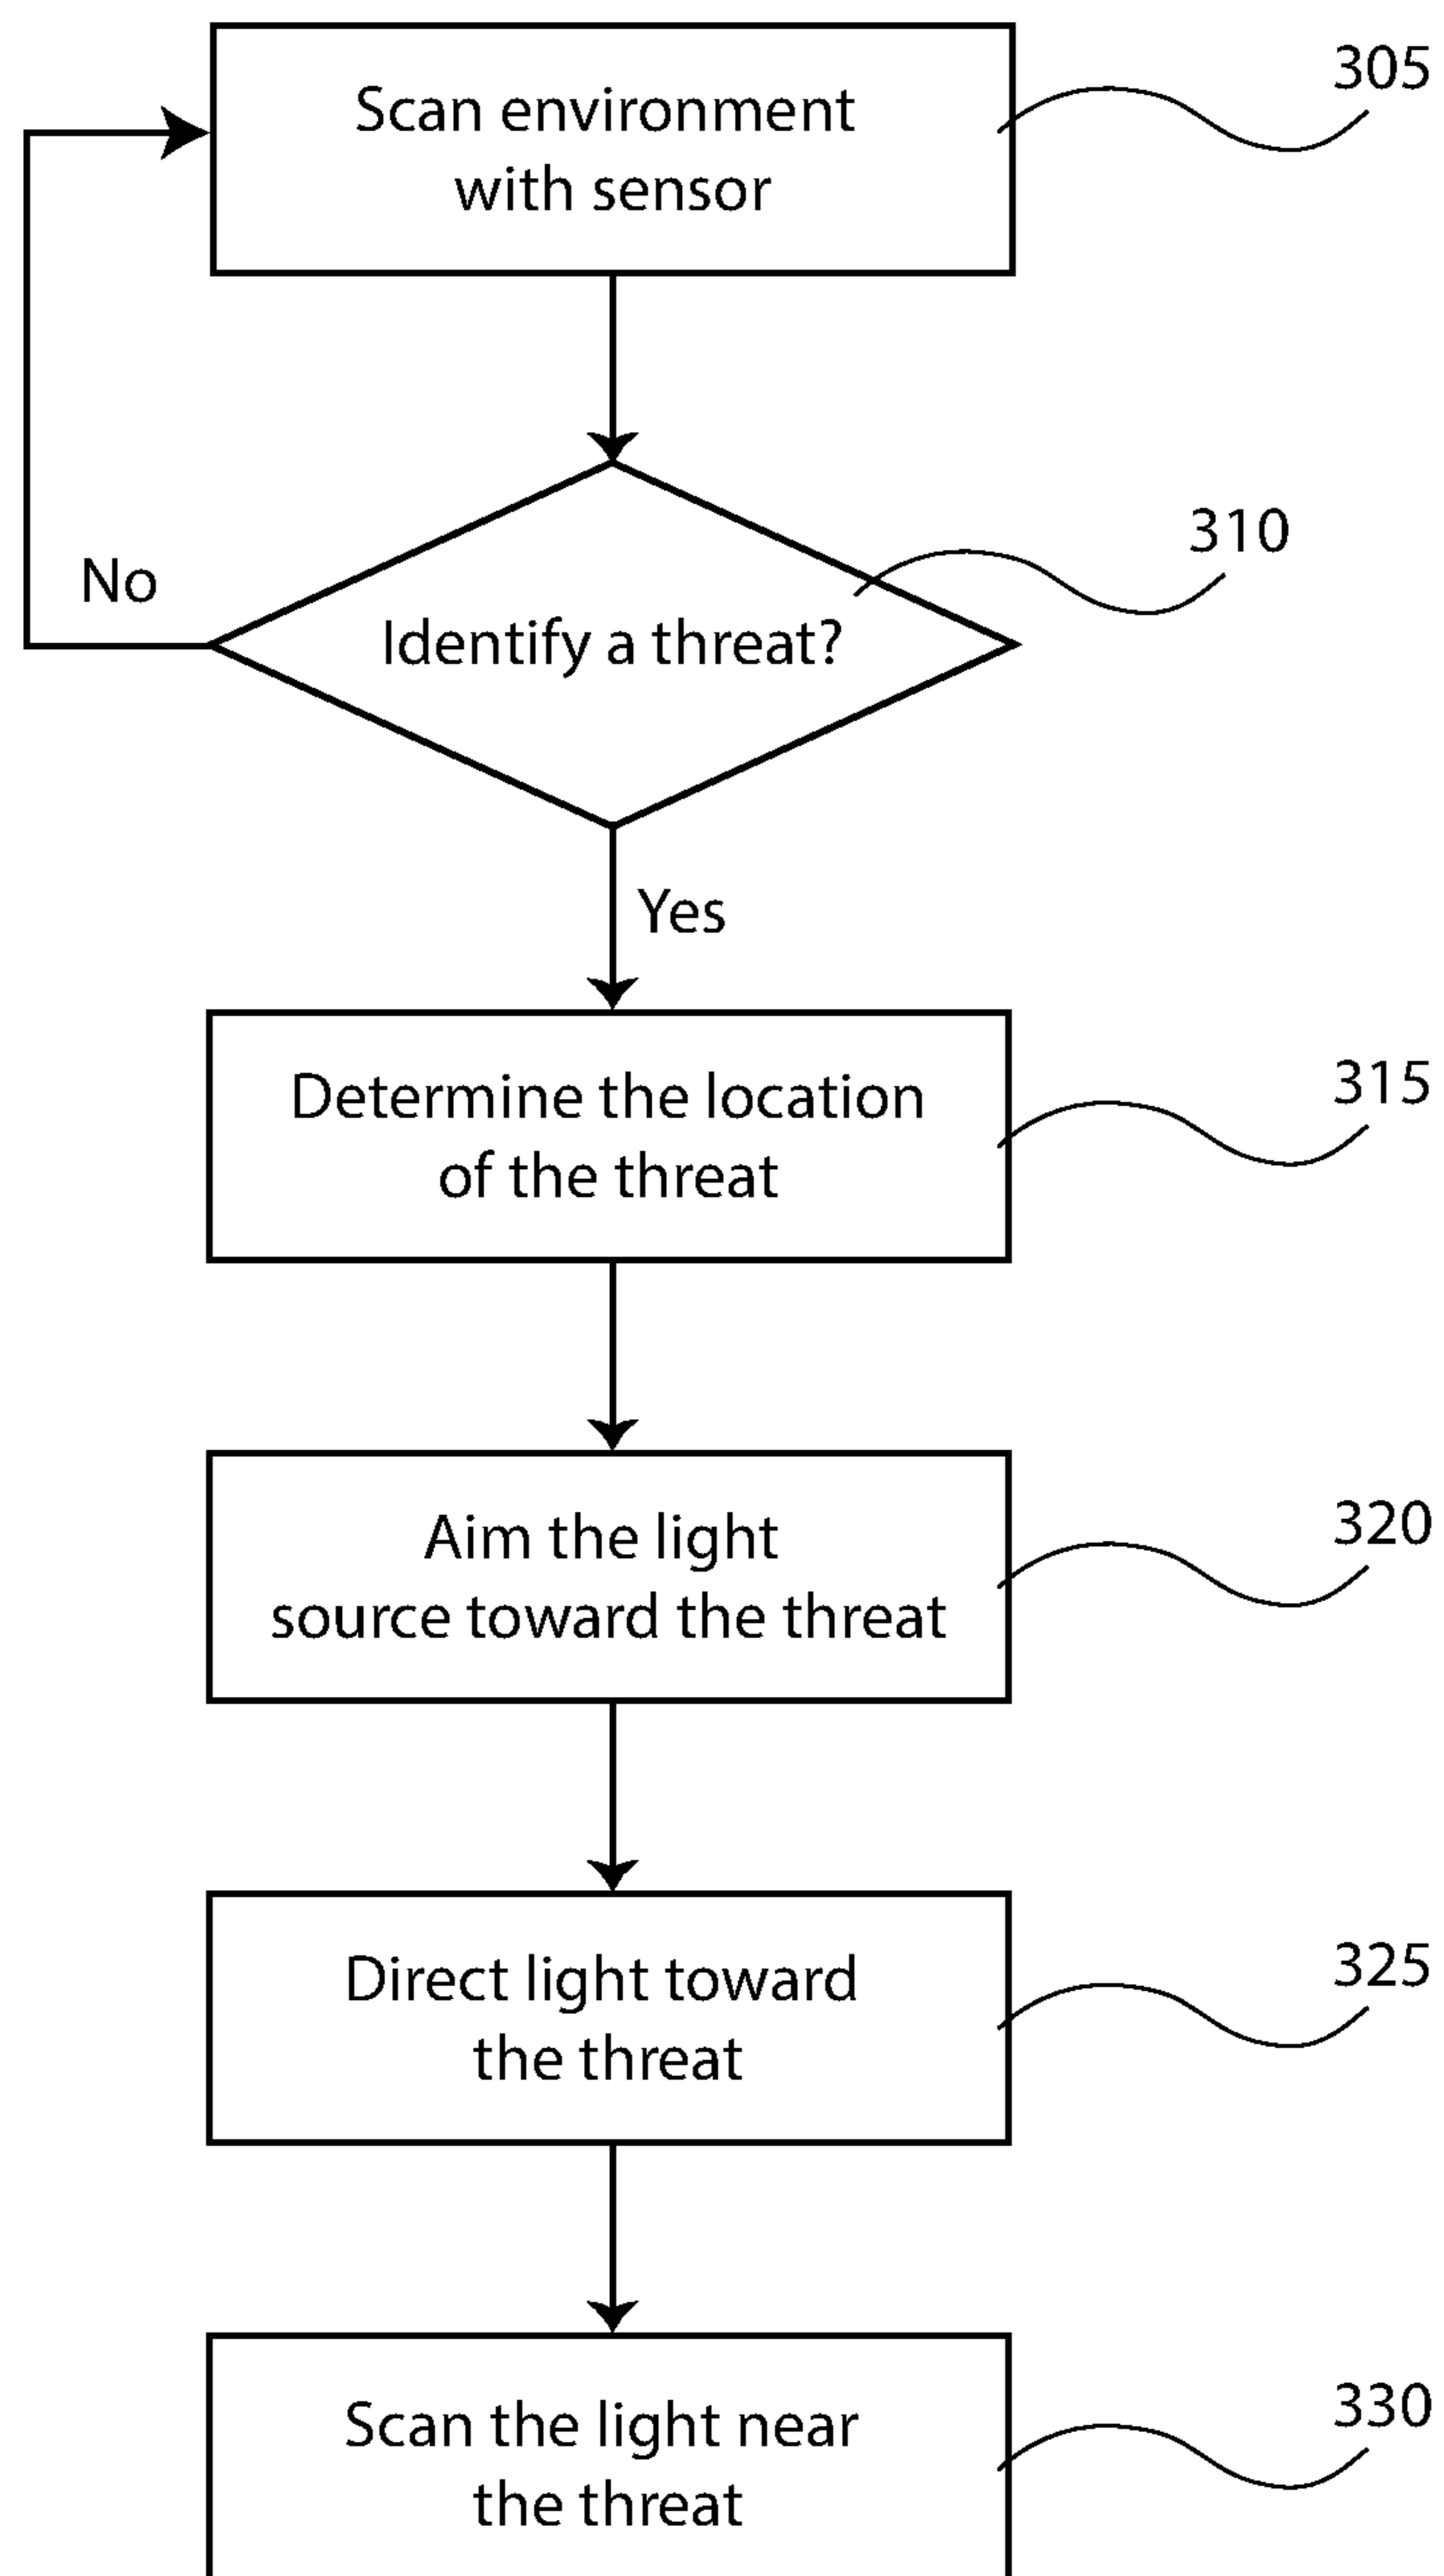 Scan environment
with sensor
305
Identify a threat?
310
No
Yes
Determine the location
of the threat
315
Aim the light
source toward the threat
320
Direct light toward
the threat
325
Scan the light near
the threat
330